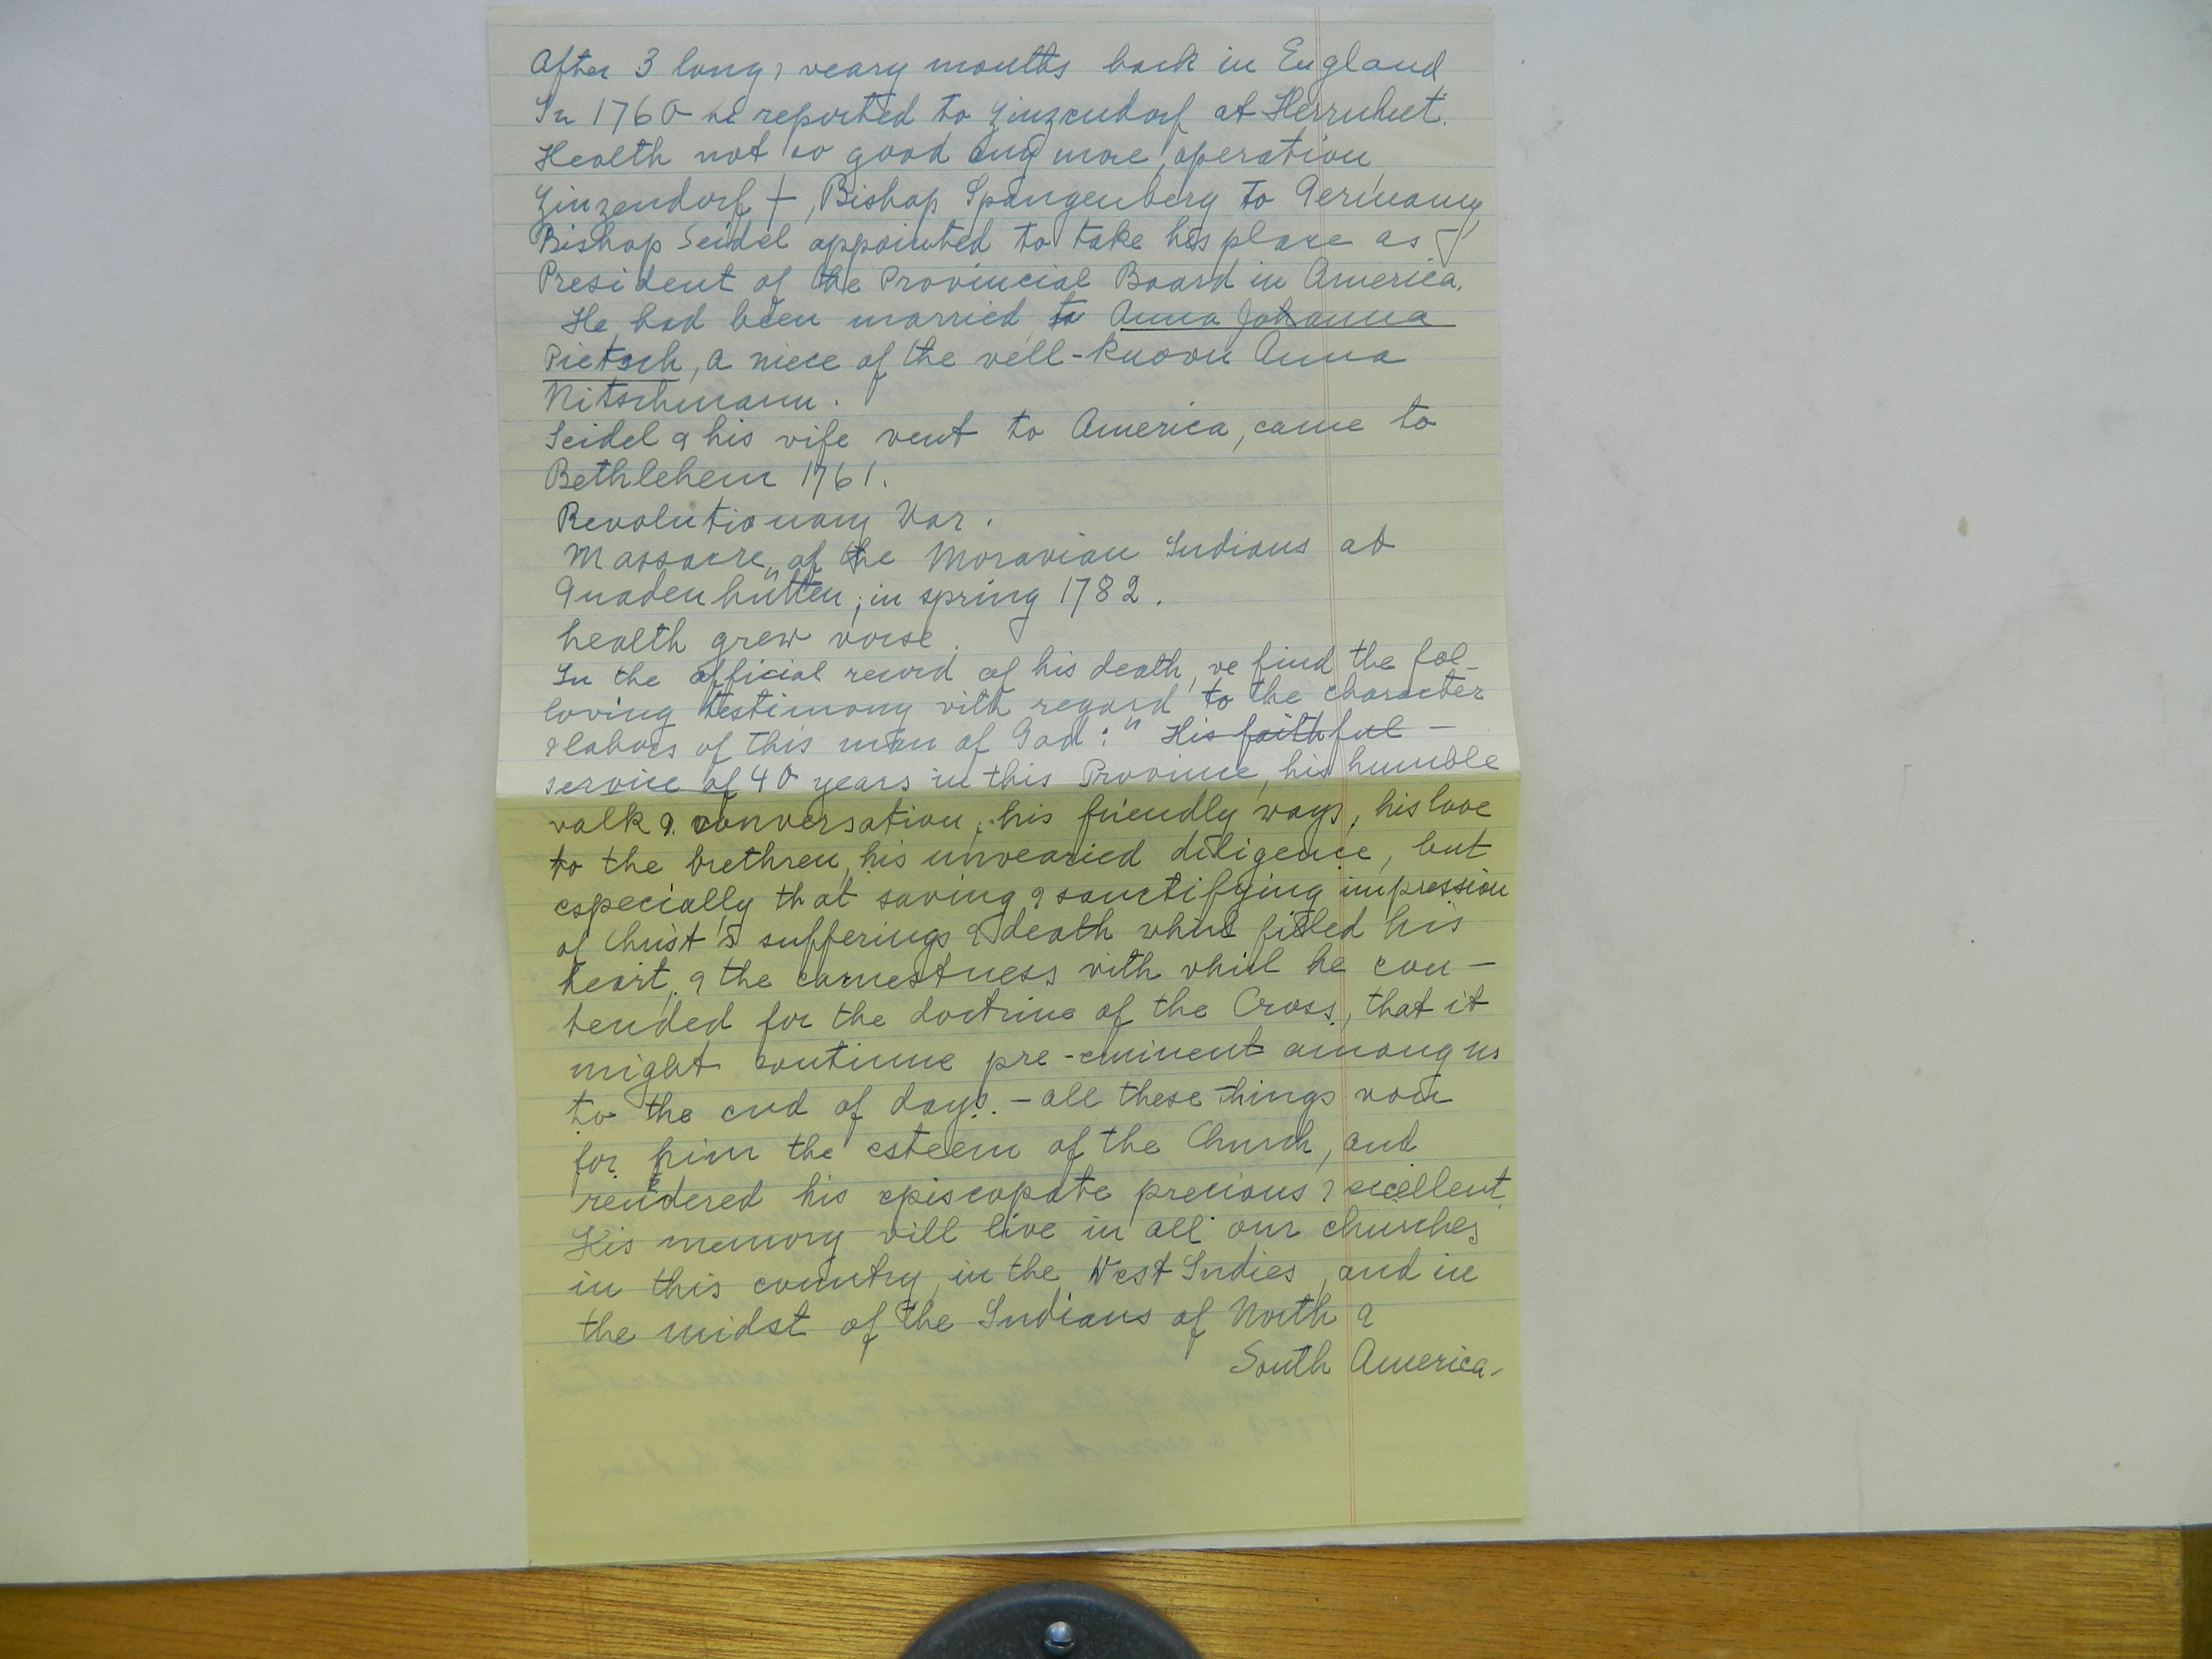 After 3 long & weary months back in England
In 1760 he reported to Zinzendorf at Herrnhut.
Health not so good any more, operation,
Zinzendorf +, Bishop Spangenberg to Germany,
Bishop Seidel appointed to take his place as
President of the Provincial Board in America.
He had been married to Anna Johanna
Pietsch, a niece of the well-known Anna
Nitschmann.
Seidel & his wife went to America, came to
Bethlehem 1761.
Revolutionary War.
Massacre of the Moravian Indians at
Gnadenhütten, in spring 1782.
health grew worse.
In the official record of his death, we find the fol-
lowing testimony with regard to the character
& labors of this man of God: "His faithful
service of 40 years in this Province, his humble
walk & conversation, his friendly ways, his love
to the brethren, his unwearied diligence, but
especially that saving & sanctifying impression
of Christ's sufferings & death which filled his
heart, & the earnestness with which he con-
tended for the doctrine of the Cross, that it
might continue pre-eminent among us
to the end of days. - all these things won
for him the esteem of the Church, and
rendered his episcopate precious & excellent.
His memory will live in all our churches
in this country, in the West Indies, and in
the midst of the Indians of North &
South America.